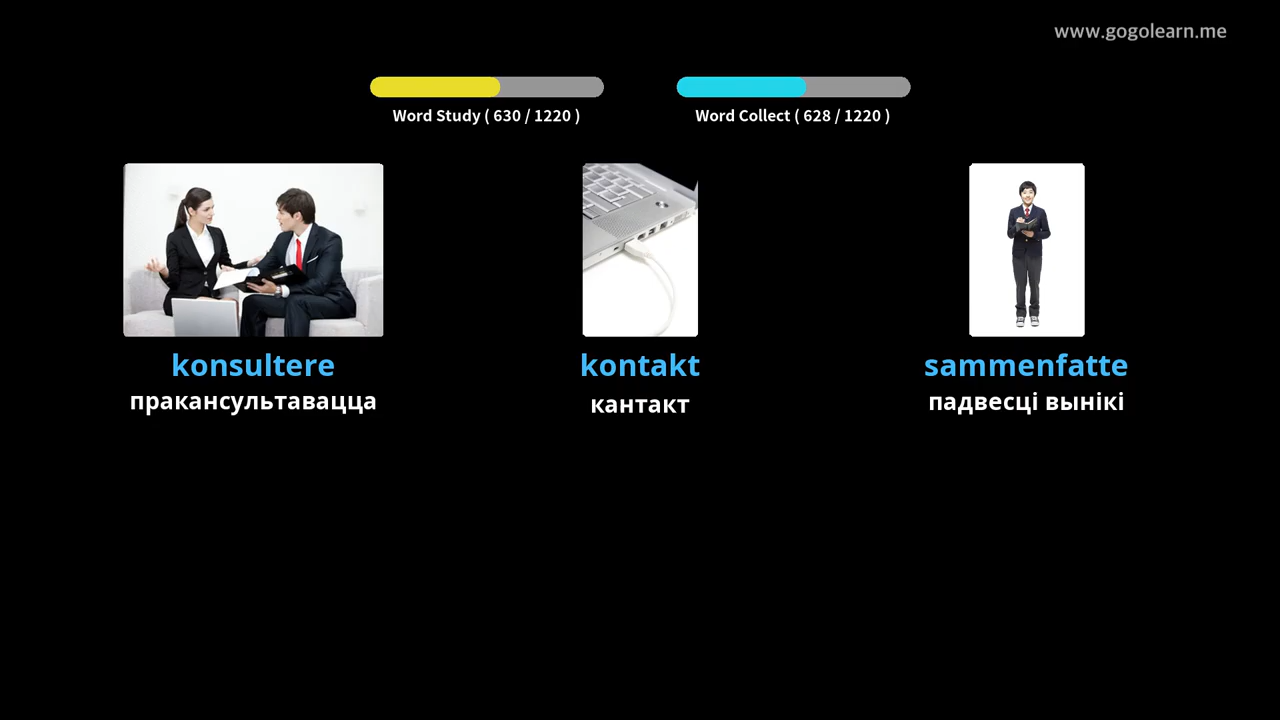 www.gogolearn.me
Word Study ( 630 / 1220 )
Word Collect ( 628 / 1220 )
konsultere
kontakt
sammenfatte
пракансультавацца
кантакт
падвесці вынікі